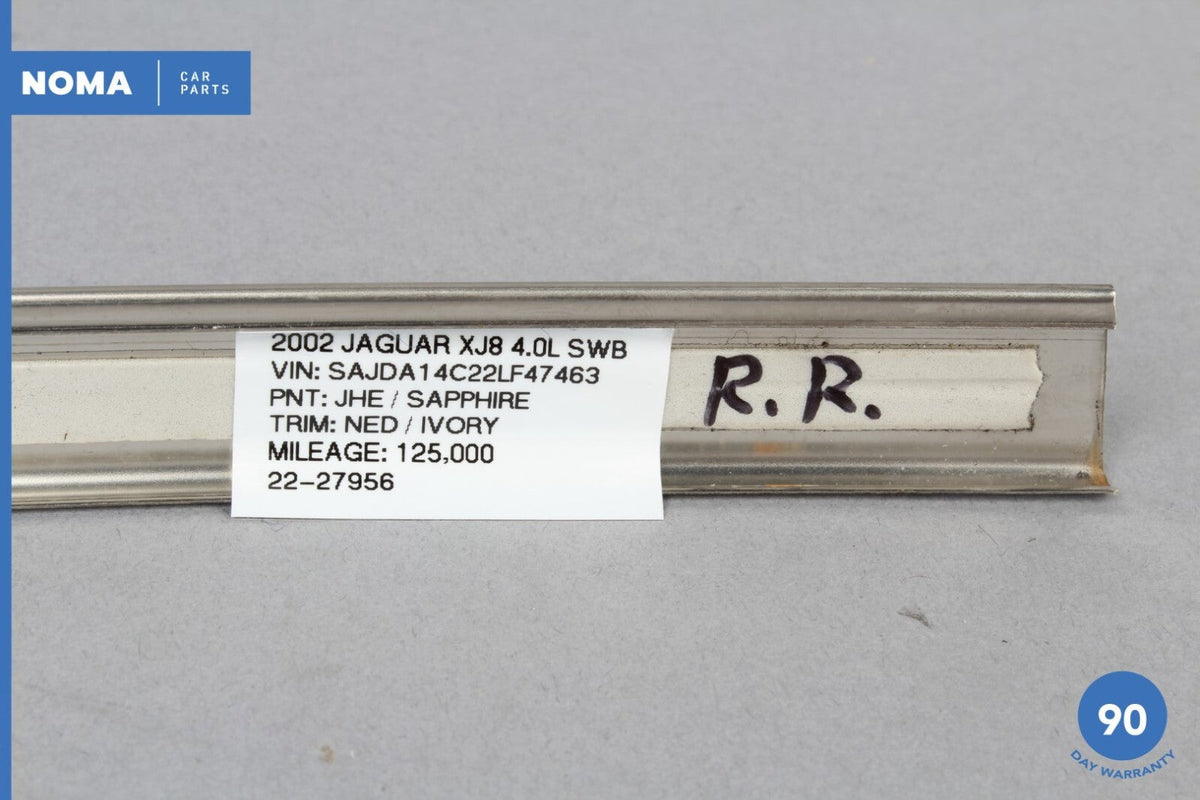 NOMA
CAR
PARTS
2002 JAGUAR XJ8 4.0L SWB
VIN: SAJDA14C22LF47463
PNT: JHE / SAPPHIRE
TRIM: NED / IVORY
MILEAGE: 125,000
22-27956
R.R.
90
DAY WARRANTY